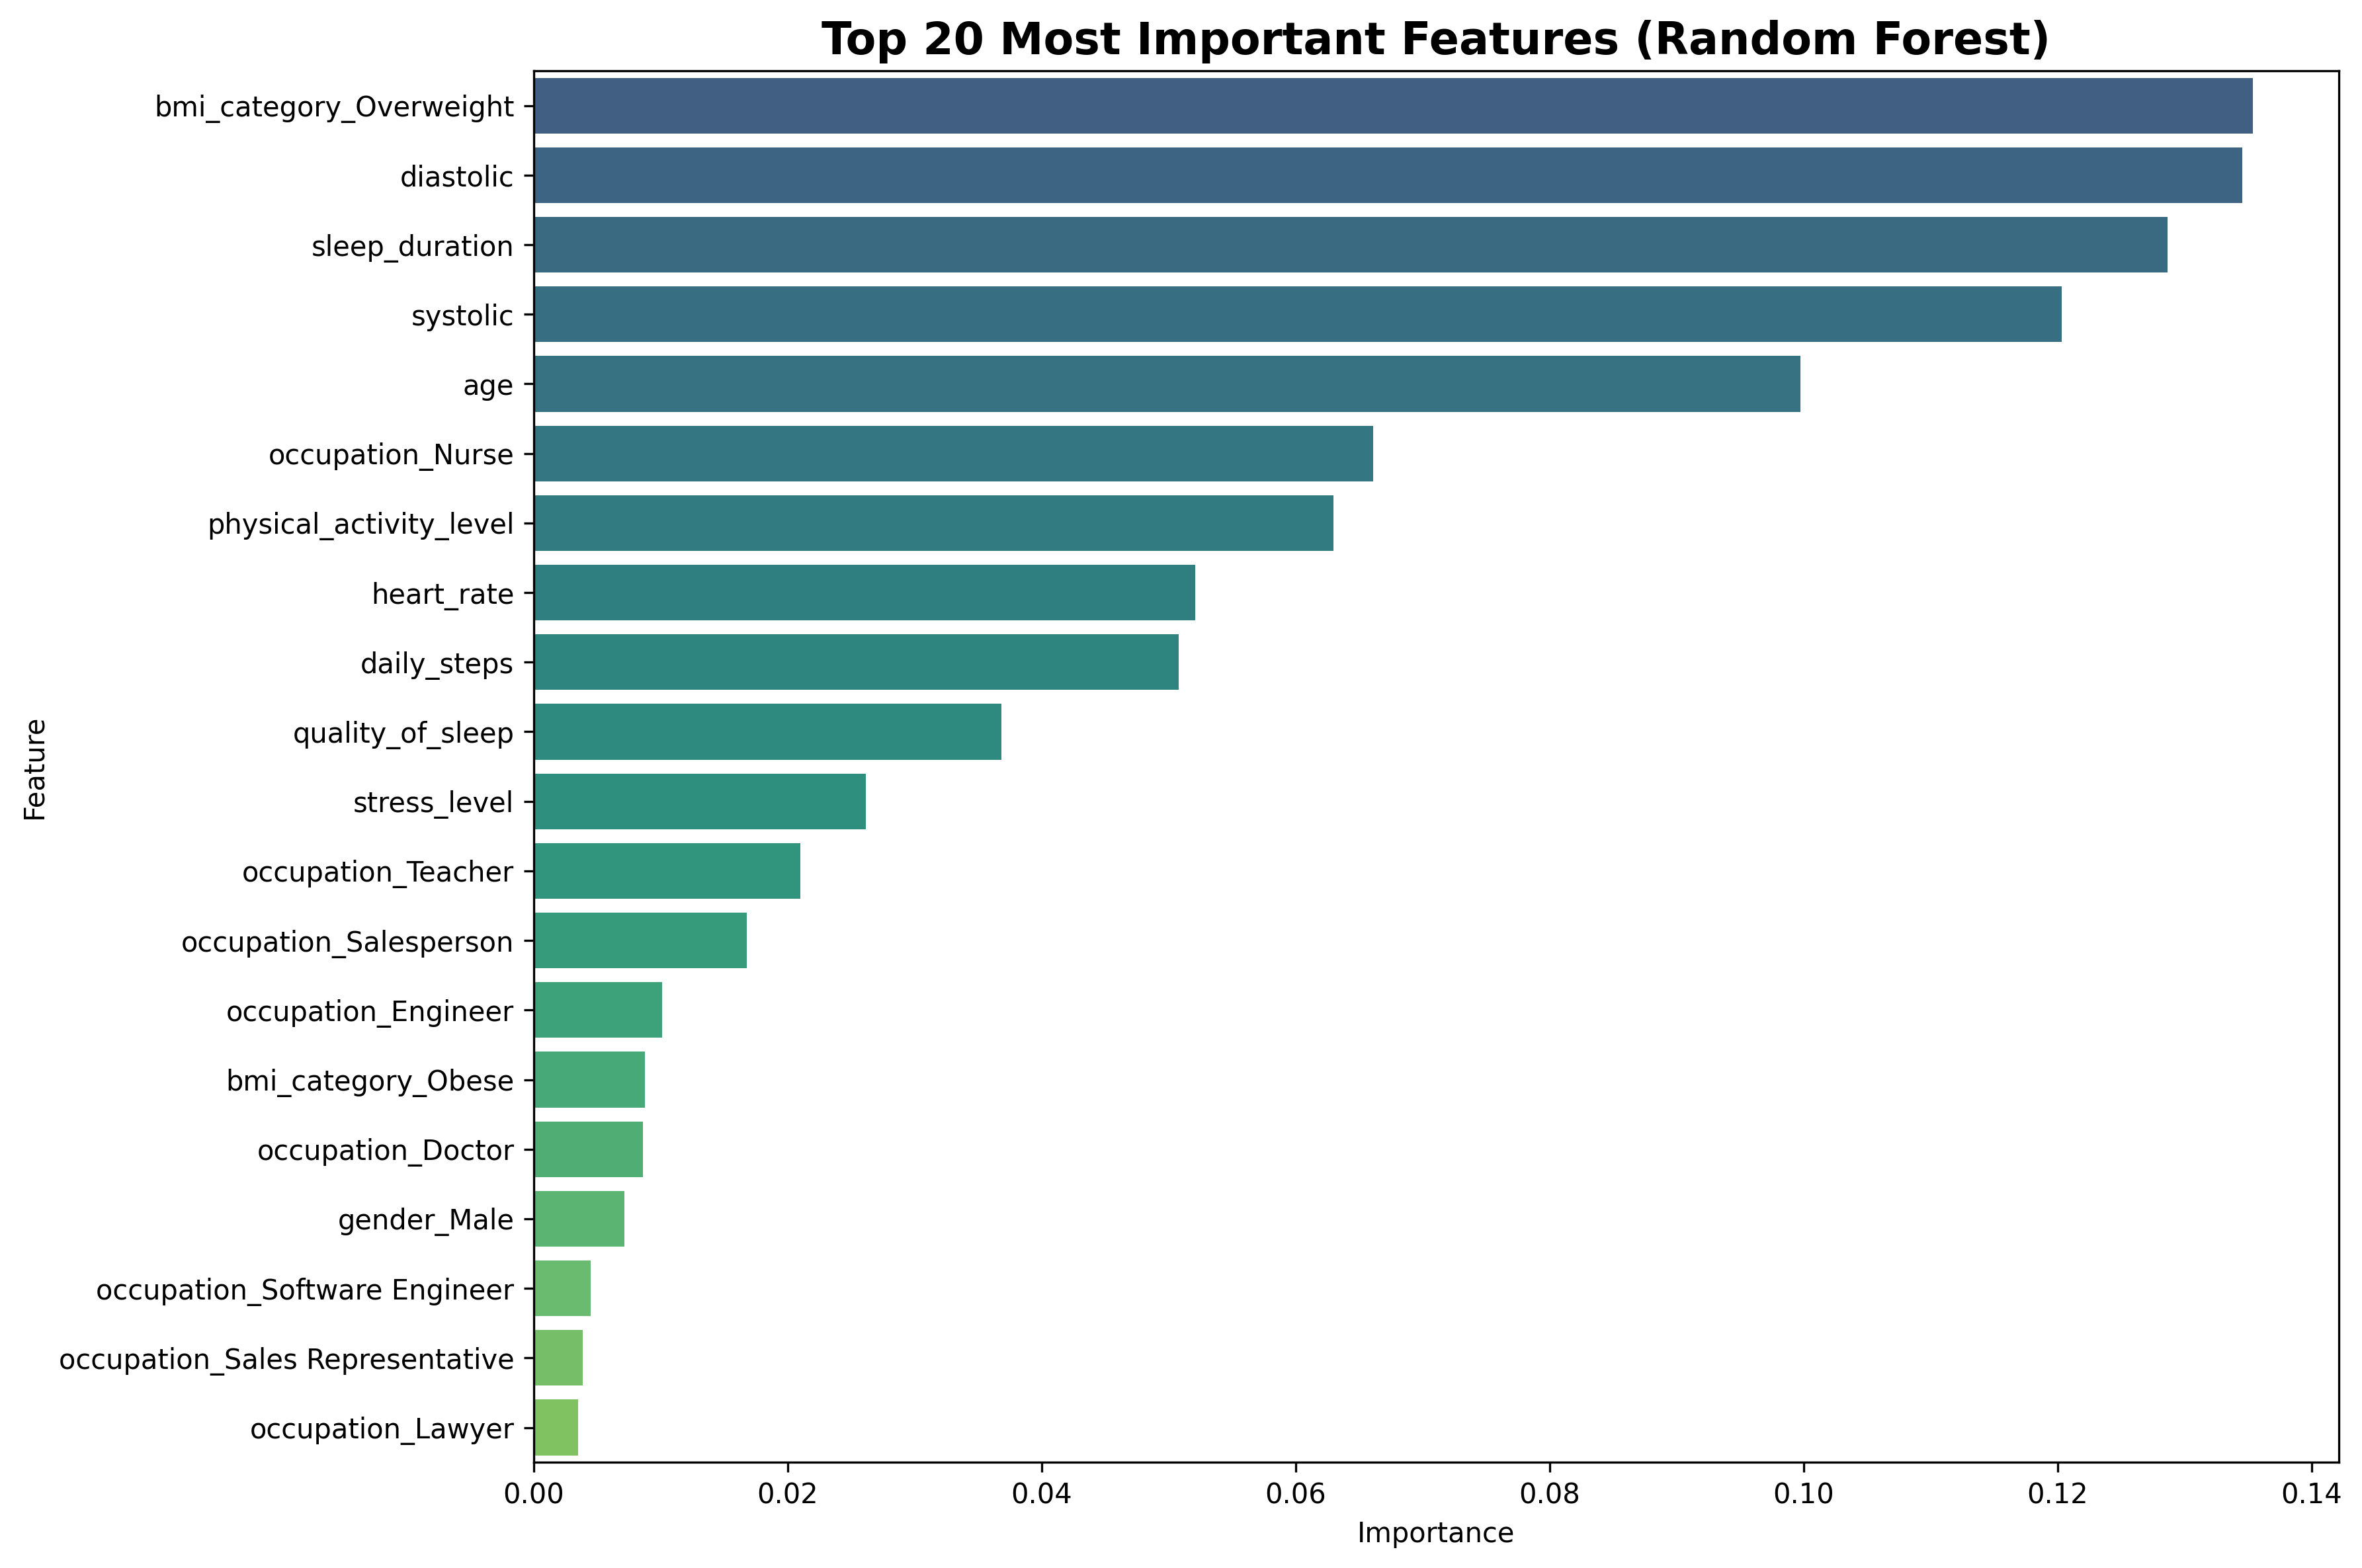 Top 20 Most Important Features (Random Forest)
bmi_category_Overweight
diastolic
sleep_duration
systolic
age
occupation_Nurse
physical_activity_level
heart_rate
daily_steps
quality_of_sleep
stress_level
occupation_Teacher
occupation_Salesperson
occupation_Engineer
bmi_category_Obese
occupation_Doctor
gender_Male
occupation_Software Engineer
occupation_Sales Representative
occupation_Lawyer
Feature
0.00 0.02 0.04 0.06 0.08 0.10 0.12 0.14
Importance